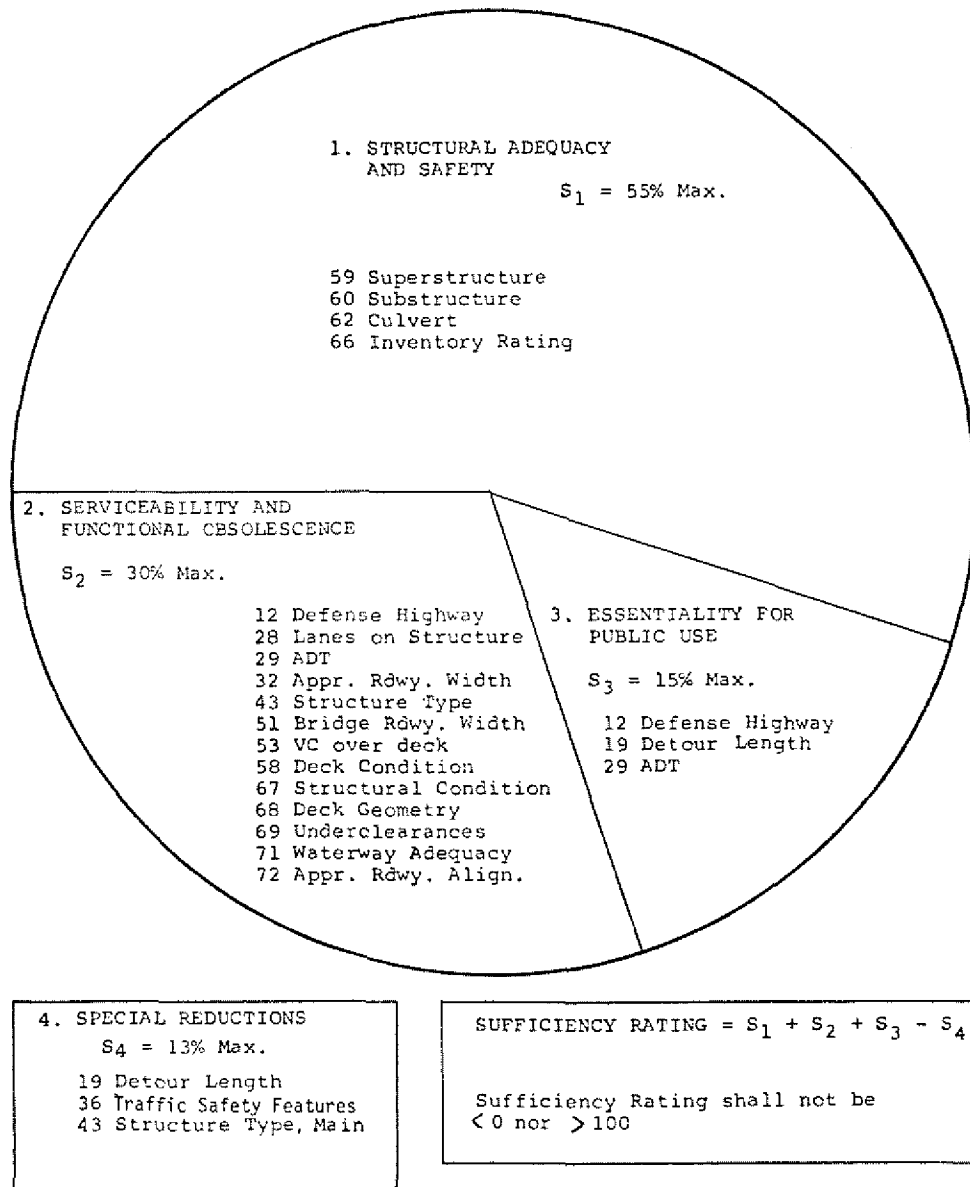 1. STRUCTURAL ADEQUACY
AND SAFETY
S1 = 55% Max.
59 Superstructure
60 Substructure
62 Culvert
66 Inventory Rating
2. SERVICEABILITY AND
FUNCTIONAL CBSOLESCENCE
S2 = 30% Max.
12 Defense Highway
28 Lanes on Structure
29 ADT
32 Appr. Rdwy. Width
43 Structure Type
51 Bridge Rdwy. Width
53 VC over deck
58 Deck Condition
67 Structural Condition
68 Deck Geometry
69 Underclearances
71 Waterway Adequacy
72 Appr. Rdwy. Align.
3. ESSENTIALITY FOR
PUBLIC USE
S3 = 15% Max.
12 Defense Highway
19 Detour Length
29 ADT
4. SPECIAL REDUCTIONS
S4 = 13% Max.
19 Detour Length
36 Traffic Safety Features
43 Structure Type, Main
SUFFICIENCY RATING = S1 + S2 + S3 - S4
Sufficiency Rating shall not be
< 0 nor > 100